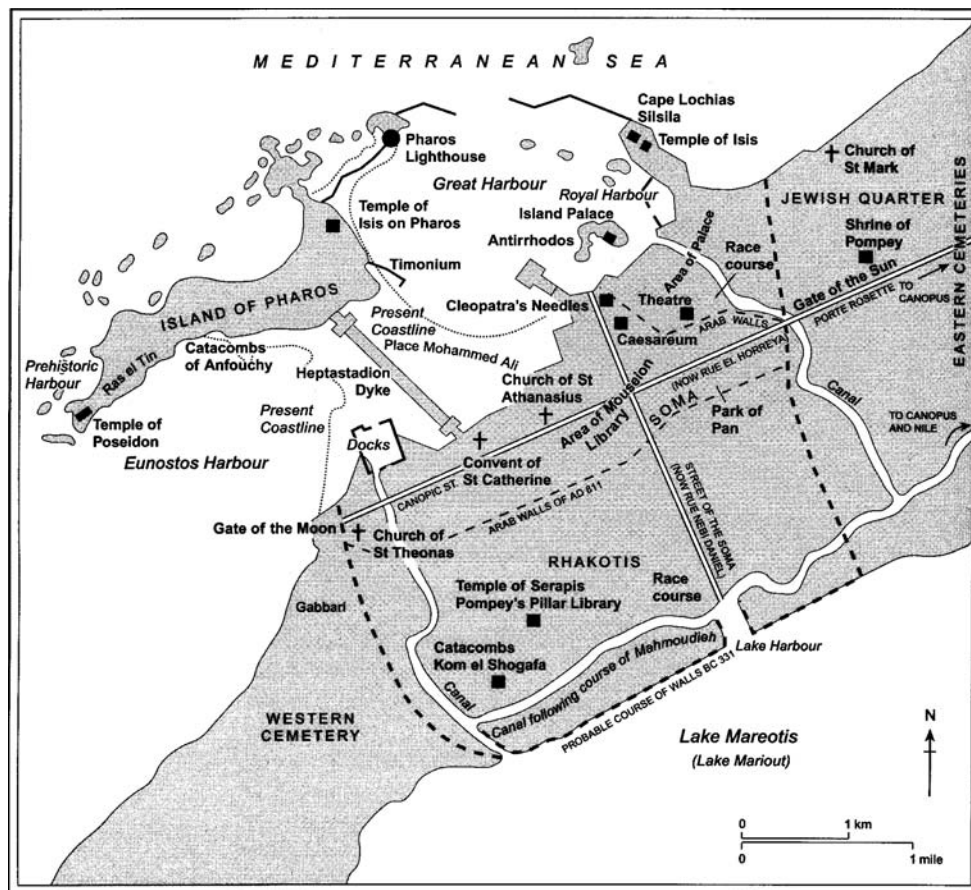 MEDITERRANEAN SEA
Cape Lochias
Silsila
Temple of Isis
Pharos
Lighthouse
Church of
St Mark
Great Harbour
Royal Harbour
JEWISH QUARTER
Temple of
Isis on Pharos
Island Palace
Antirrhodos
Shrine of
Pompey
EASTERN CEMETERIES
Area of Palace
Race
course
Timonium
ISLAND OF PHAROS
Cleopatra's Needles
Theatre
Gate of the Sun
PORTE ROSETTE
TO
CANOPUS
Present
Coastline
Place Mohammed Ali
Caesareum
ARAB WALLS
Prehistoric
Harbour
Ras el Tin
Catacombs
of Anfouchy
Heptastadion
Dyke
(NOW RUE EL HORREYA)
Church of St
Athanasius
Area of Mouseion
Library
SI SOMA
Park of
Pan
Canal
Temple of
Poseidon
Present
Coastline
TO CANOPUS
AND NILE
Eunostos Harbour
Docks
Convent of
St Catherine
CANOPIC ST.
ARAB WALLS OF AD 811
STREET OF THE SOMA
(NOW RUE NEBI DANIEL)
Gate of the Moon
Church of
St Theonas
RHAKOTIS
Gabbari
Temple of Serapis
Pompey's Pillar Library
Race
course
Catacombs
Kom el Shogafa
Lake Harbour
Canal
Canal following course of Mahmoudieh
PROBABLE COURSE OF WALLS BC 331
WESTERN
CEMETERY
Lake Mareotis
(Lake Mariout)
N
0 1 km
0 1 mile